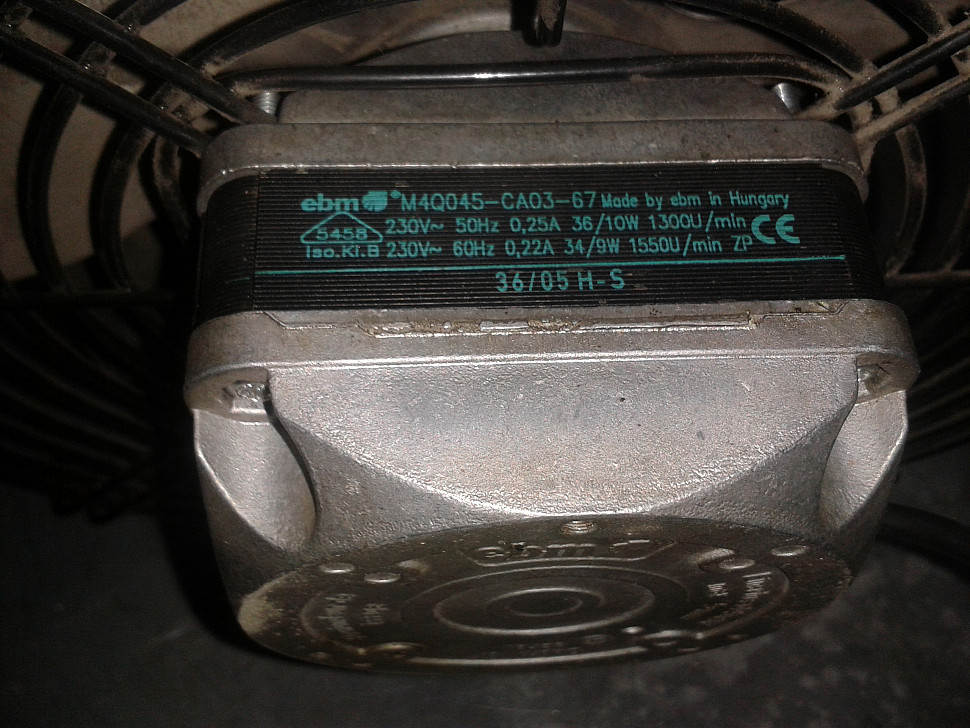 ebm M4Q045-CA03-67 Made by ebm in Hungary
5458 230V~ 50Hz 0,25A 36/10W 1300U/min CE
Iso.Kl.B 230V~ 60Hz 0,22A 34/9W 1550U/min ZP
36/05 H-S
ebm